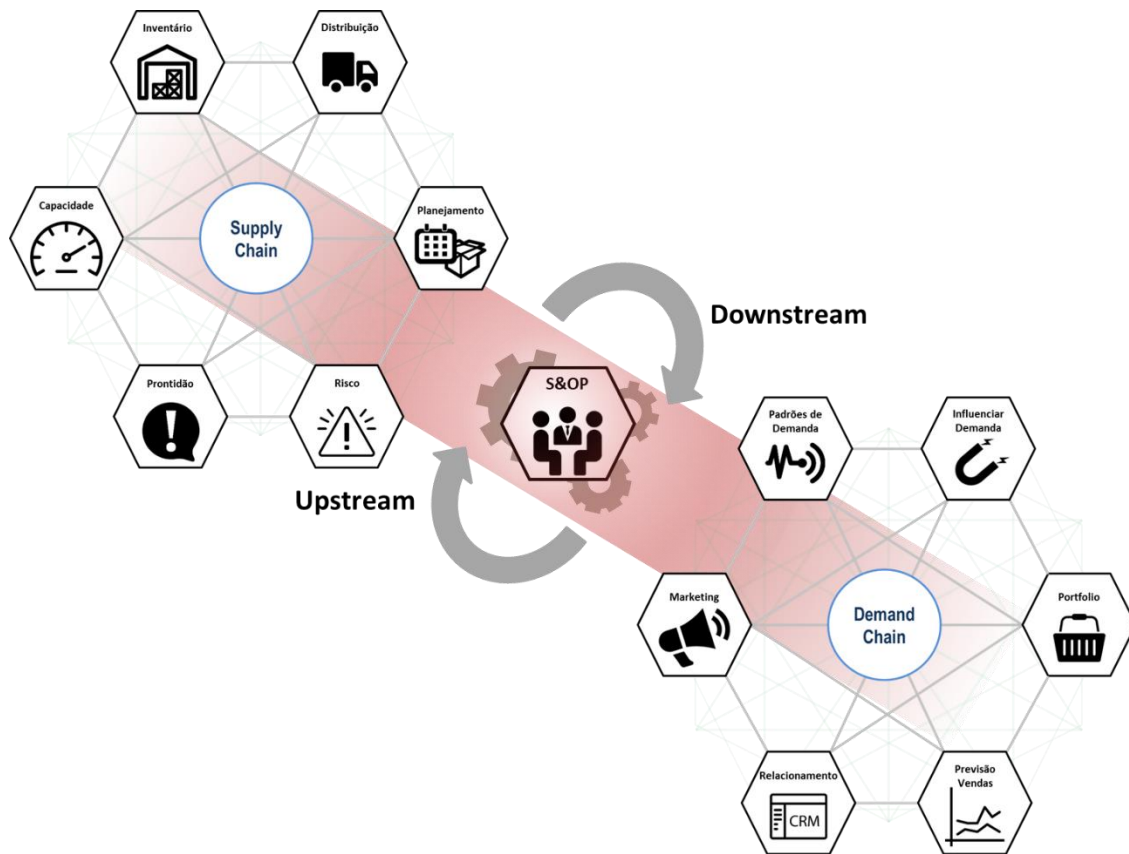 Inventário
Distribuição
Capacidade
Supply
Chain
Planejamento
Prontidão
Risco
Downstream
S&OP
Upstream
Padrões de
Demanda
Influenciar
Demanda
Marketing
Demand
Chain
Portfolio
Relacionamento
CRM
Previsão
Vendas